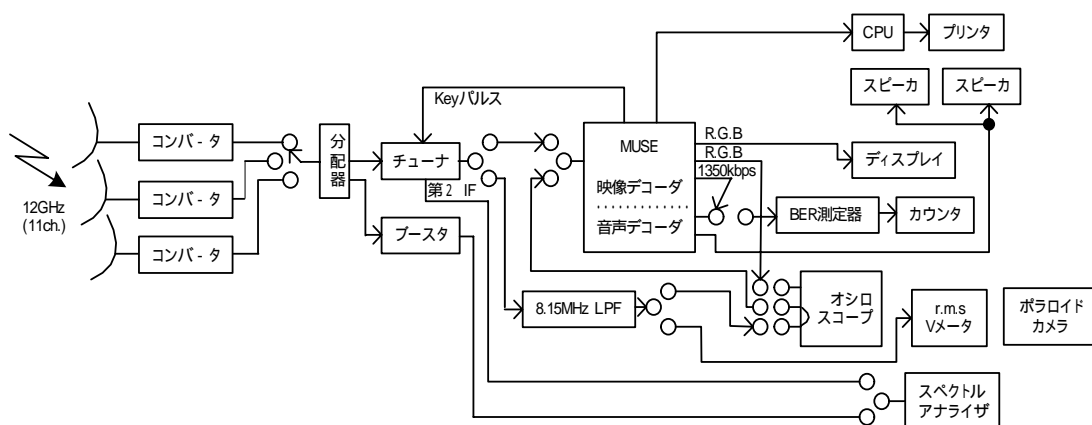 CPU
プリンタ
スピーカ
スピーカ
Keyパルス
コンバ-タ
分配器
チューナ
MUSE
映像デコーダ
音声デコーダ
R.G.B
R.G.B
1350kbps
ディスプレイ
12GHz
(11ch.)
コンバ-タ
第2 IF
BER測定器
カウンタ
コンバ-タ
ブースタ
8.15MHz LPF
オシロ
スコープ
r.m.s
Vメータ
ポラロイド
カメラ
スペクトル
アナライザ